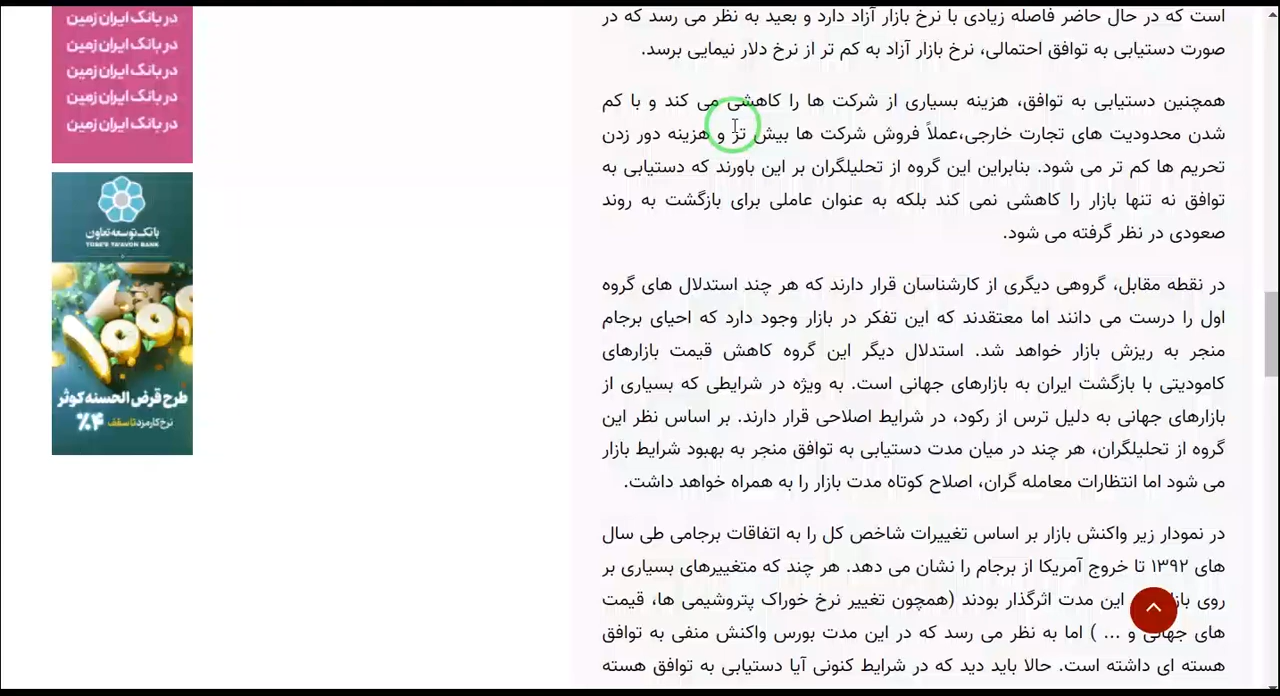 است که در حال حاضر فاصله زیادی با نرخ بازار آزاد دارد و بعید به نظر می رسد که در
صورت دستیابی به توافق احتمالی، نرخ بازار آزاد به کم تر از نرخ دلار نیمایی برسد.
همچنین دستیابی به توافق، هزینه بسیاری از شرکت ها را کاهشی می کند و با کم
شدن محدودیت های تجارت خارجی،عملاً فروش شرکت ها بیش تر و هزینه دور زدن
تحریم ها کم تر می شود. بنابراین این گروه از تحلیلگران بر این باورند که دستیابی به
توافق نه تنها بازار را کاهشی نمی کند بلکه به عنوان عاملی برای بازگشت به روند
صعودی در نظر گرفته می شود.
در نقطه مقابل، گروهی دیگری از کارشناسان قرار دارند که هر چند استدلال های گروه
اول را درست می دانند اما معتقدند که این تفکر در بازار وجود دارد که احیای برجام
منجر به ریزش بازار خواهد شد. استدلال دیگر این گروه کاهش قیمت بازارهای
کامودیتی با بازگشت ایران به بازارهای جهانی است. به ویژه در شرایطی که بسیاری از
بازارهای جهانی به دلیل ترس از رکود، در شرایط اصلاحی قرار دارند. بر اساس نظر این
گروه از تحلیلگران، هر چند در میان مدت دستیابی به توافق منجر به بهبود شرایط بازار
می شود اما انتظارات معامله گران، اصلاح کوتاه مدت بازار را به همراه خواهد داشت.
در نمودار زیر واکنش بازار بر اساس تغییرات شاخص کل را به اتفاقات برجامی طی سال
های ۱۳۹۲ تا خروج آمریکا از برجام را نشان می دهد. هر چند که متغییرهای بسیاری بر
روی این مدت اثرگذار بودند (همچون تغییر نرخ خوراک پتروشیمی ها، قیمت
های جهانی و ... ) اما به نظر می رسد که در این مدت بورس واکنش منفی به توافق
هسته ای داشته است. حالا باید دید که در شرایط کنونی آیا دستیابی به توافق هسته
در بانک ایران زمین
در بانک ایران زمین
در بانک ایران زمین
در بانک ایران زمین
در بانک ایران زمین
بانک توسعه تعاون
TOSE'E TA'AVON BANK
طرح قرض الحسنه کوثر
نرخ کارمزد تا سقف ۴٪